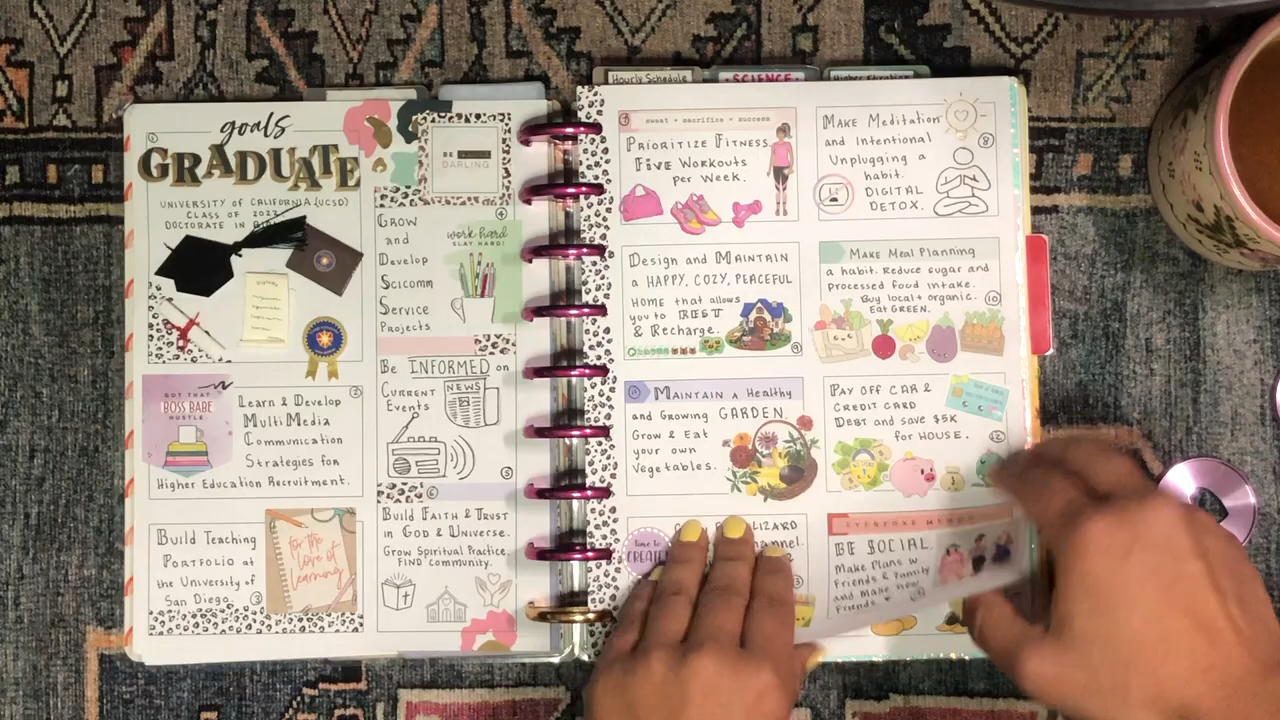 Hourly Schedule
SCIENCE
Higher Education
goals
GRADUATE
UNIVERSITY OF CALIFORNIA (UCSD)
CLASS OF 2022
DOCTORATE IN
BE
DARLING
Learn & Develop
MultiMedia
Communication
Strategies for
Higher Education Recruitment.
GOT THAT
BOSS BABE
HUSTLE
2
Build Teaching
Portfolio at
the University of
San Diego. 3
for the
love of
learning
Grow
and
Develop
Scicomm
Service
Projects
4
work hard
SLAY HARD!
Be INFORMED on
Current
Events
NEWS
5
6
Build Faith & Trust
in God & Universe.
Grow Spiritual Practice.
FIND community.
7
sweat + sacrifice = success
Prioritize Fitness
Five Workouts
per Week.
Make Meditation
and Intentional
Unplugging a
habit.
DIGITAL
DETOX.
8
Design and Maintain
a HAPPY, COZY, PEACEFUL
HOME that allows
you to REST
& Recharge.
9
Make Meal Planning
a habit. Reduce sugar and
processed food intake.
Buy local + organic.
Eat GREEN.
10
Maintain a Healthy
and Growing GARDEN.
Grow & Eat
your own
Vegetables.
Pay off CAR &
CREDIT CARD
DEBT and save $5K
for HOUSE.
12
time to
CREATE
LIZARD
BE SOCIAL.
Make Plans w
Friends & Family
and Make new
Friends